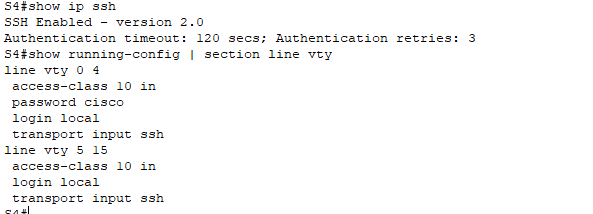 S4#show ip ssh
SSH Enabled - version 2.0
Authentication timeout: 120 secs; Authentication retries: 3
S4#show running-config | section line vty
line vty 0 4
 access-class 10 in
 password cisco
 login local
 transport input ssh
line vty 5 15
 access-class 10 in
 login local
 transport input ssh
S4#